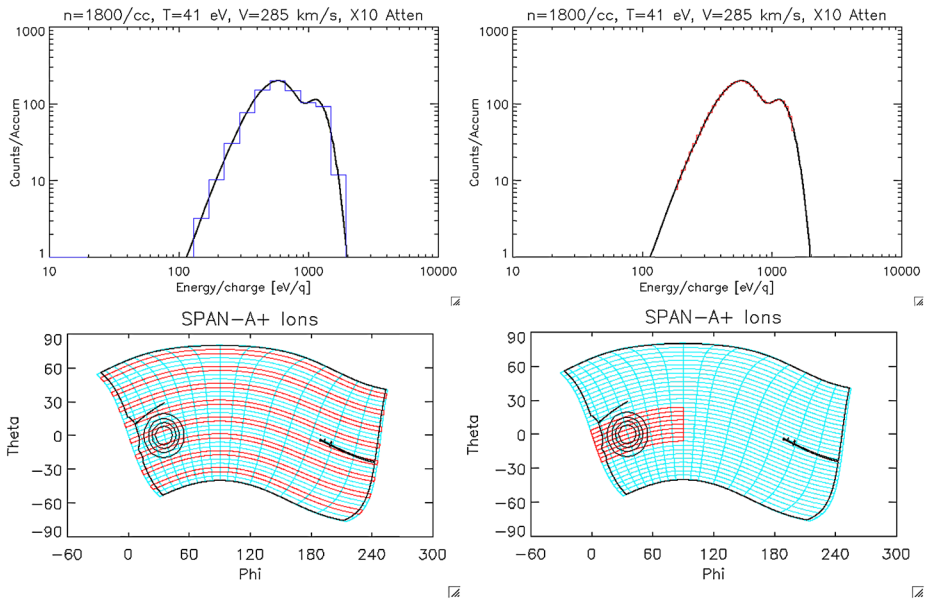 n=1800/cc, T=41 eV, V=285 km/s, X10 Atten
1000
100
10
1
Counts/Accum
10 100 1000 10000
Energy/charge [eV/q]
n=1800/cc, T=41 eV, V=285 km/s, X10 Atten
1000
100
10
1
Counts/Accum
10 100 1000 10000
Energy/charge [eV/q]
SPAN-A+ Ions
90
60
30
0
-30
-60
-90
Theta
-60 0 60 120 180 240 300
Phi
SPAN-A+ Ions
90
60
30
0
-30
-60
-90
Theta
-60 0 60 120 180 240 300
Phi